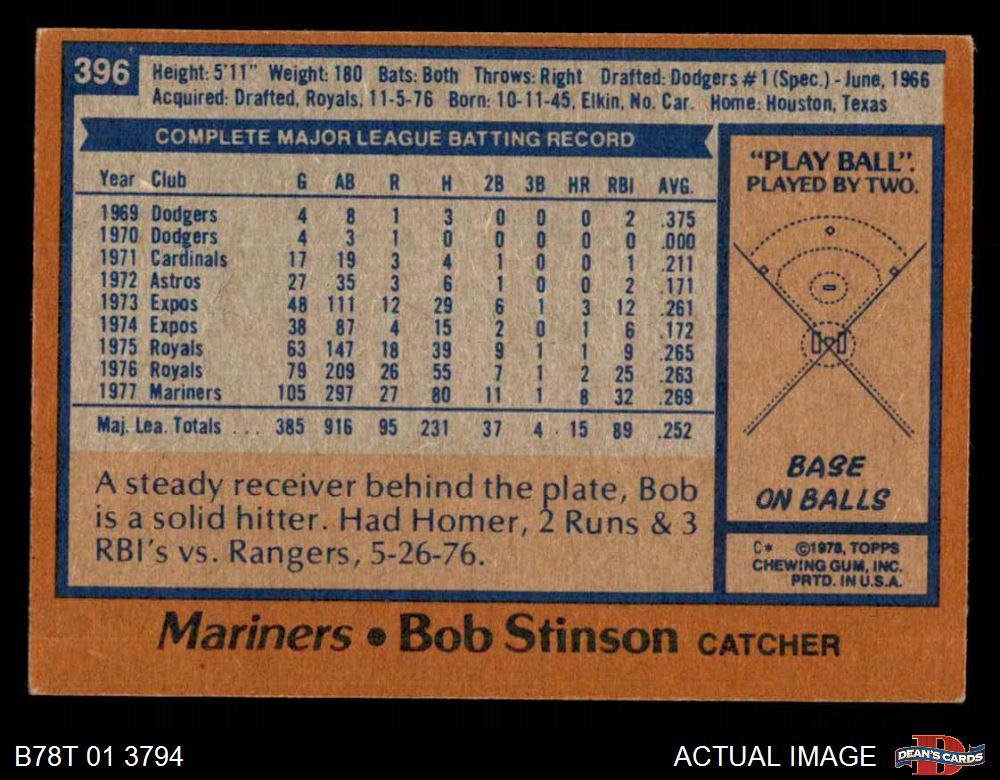 396
Height: 5'11" Weight: 180 Bats: Both Throws: Right Drafted: Dodgers #1 (Spec.) - June, 1966
Acquired: Drafted, Royals, 11-5-76 Born: 10-11-45, Elkin, No. Car. Home: Houston, Texas
COMPLETE MAJOR LEAGUE BATTING RECORD
Year Club G AB R H 2B 3B HR RBI AVG.
1969 Dodgers 4 8 1 3 0 0 0 2 .375
1970 Dodgers 4 3 1 0 0 0 0 0 .000
1971 Cardinals 17 19 3 4 1 0 0 1 .211
1972 Astros 27 35 3 6 1 0 0 2 .171
1973 Expos 48 111 12 29 6 1 3 12 .261
1974 Expos 38 87 4 15 2 0 1 6 .172
1975 Royals 63 147 18 39 9 1 1 9 .265
1976 Royals 79 209 26 55 7 1 2 25 .263
1977 Mariners 105 297 27 80 11 1 8 32 .269
Maj. Lea. Totals ... 385 916 95 231 37 4 15 89 .252
A steady receiver behind the plate, Bob
is a solid hitter. Had Homer, 2 Runs & 3
RBI's vs. Rangers, 5-26-76.
"PLAY BALL".
PLAYED BY TWO.
BASE
ON BALLS
C* ©1978, TOPPS
CHEWING GUM, INC.
PRTD. IN U.S.A.
Mariners • Bob Stinson CATCHER
B78T 01 3794
ACTUAL IMAGE
D
DEAN'S CARDS